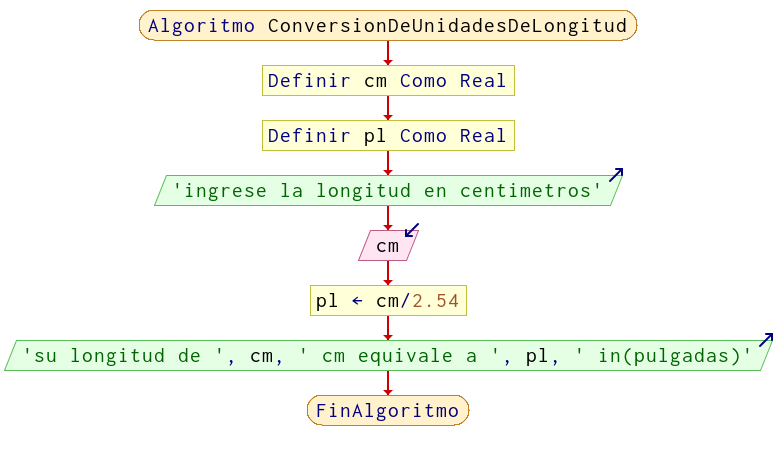 Algoritmo ConversionDeUnidadesDeLongitud
Definir cm Como Real
Definir pl Como Real
'ingrese la longitud en centimetros'
cm
pl ← cm/2.54
'su longitud de ', cm, ' cm equivale a ', pl, ' in(pulgadas)'
FinAlgoritmo